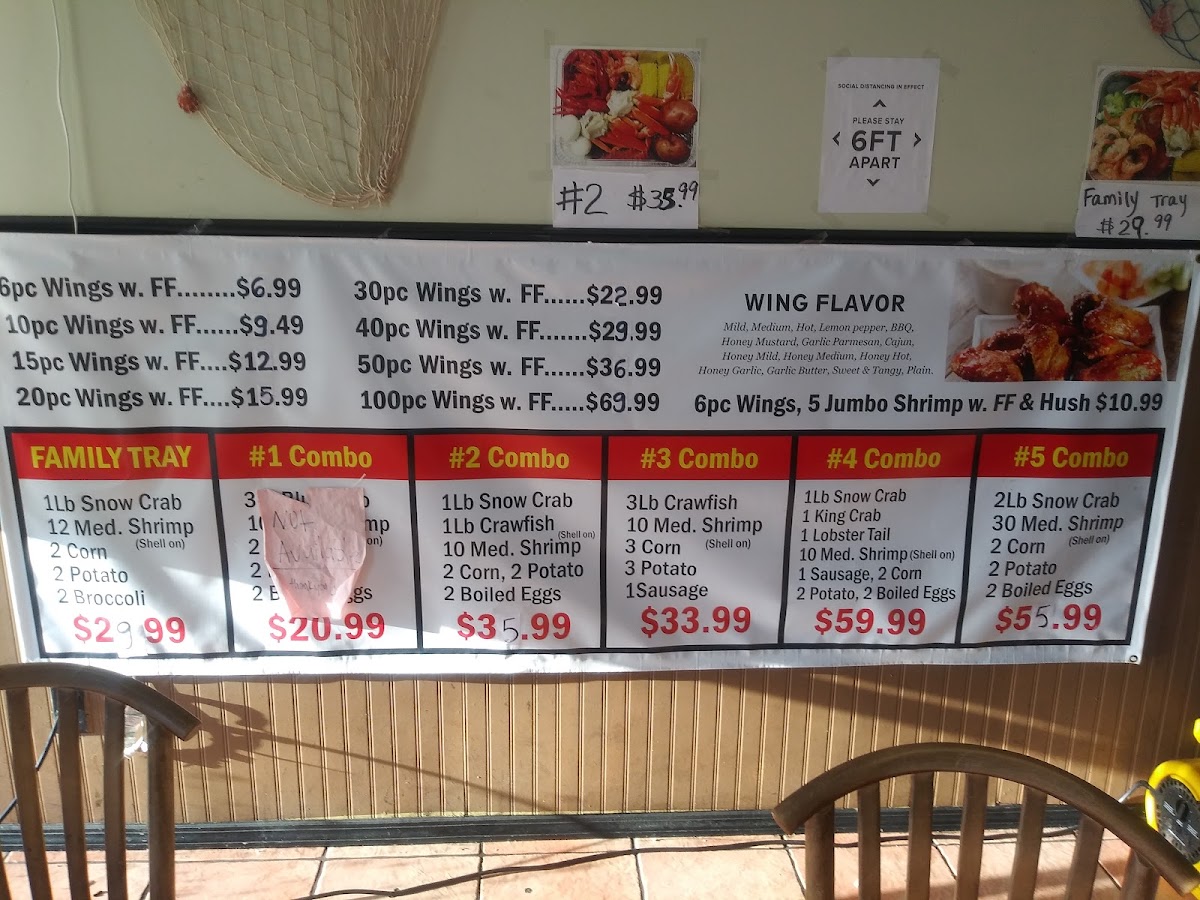 #2 $35.99
SOCIAL DISTANCING IN EFFECT
PLEASE STAY
< 6FT >
APART
Family Tray
$29.99
6pc Wings w. FF........$6.99
10pc Wings w. FF.......$9.49
15pc Wings w. FF....$12.99
20pc Wings w. FF....$15.99
30pc Wings w. FF......$22.99
40pc Wings w. FF......$29.99
50pc Wings w. FF......$36.99
100pc Wings w. FF.....$69.99
WING FLAVOR
Mild, Medium, Hot, Lemon pepper, BBQ,
Honey Mustard, Garlic Parmesan, Cajun,
Honey Mild, Honey Medium, Honey Hot,
Honey Garlic, Garlic Butter, Sweet & Tangy, Plain.
6pc Wings, 5 Jumbo Shrimp w. FF & Hush $10.99
FAMILY TRAY
1Lb Snow Crab
12 Med. Shrimp
(Shell on)
2 Corn
2 Potato
2 Broccoli
$29.99
#1 Combo
Not
Available
$20.99
#2 Combo
1Lb Snow Crab
1Lb Crawfish
(Shell on)
10 Med. Shrimp
2 Corn, 2 Potato
2 Boiled Eggs
$35.99
#3 Combo
3Lb Crawfish
10 Med. Shrimp
3 Corn (Shell on)
3 Potato
1Sausage
$33.99
#4 Combo
1Lb Snow Crab
1 King Crab
1 Lobster Tail
10 Med. Shrimp (Shell on)
1 Sausage, 2 Corn
2 Potato, 2 Boiled Eggs
$59.99
#5 Combo
2Lb Snow Crab
30 Med. Shrimp
2 Corn (Shell on)
2 Potato
2 Boiled Eggs
$55.99